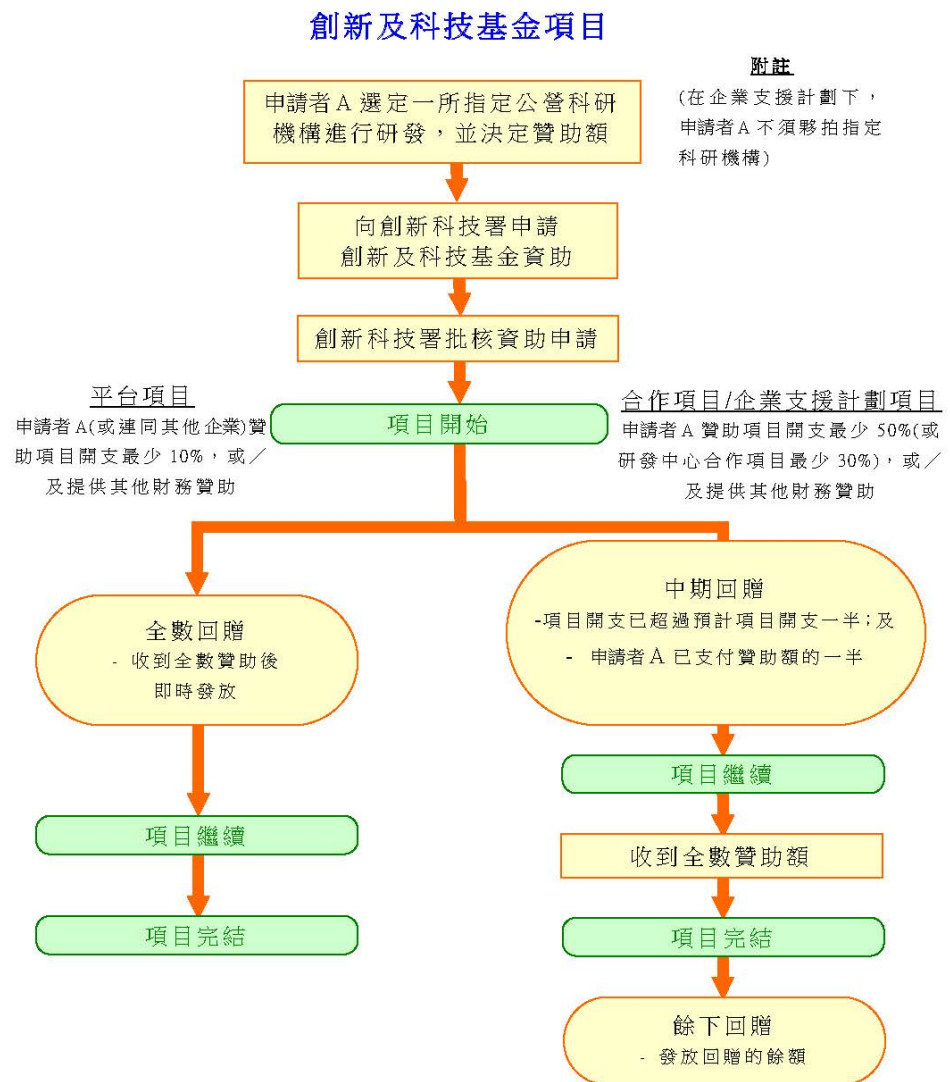 創新及科技基金項目
附註
(在企業支援計劃下，
申請者A不須夥拍指定
科研機構)
申請者A 選定一所指定公營科研
機構進行研發，並決定贊助額
向創新科技署申請
創新及科技基金資助
創新科技署批核資助申請
平台項目
申請者A(或連同其他企業)贊
助項目開支最少 10%，或／
及提供其他財務贊助
項目開始
合作項目/企業支援計劃項目
申請者A 贊助項目開支最少 50%(或
研發中心合作項目最少 30%)，或／
及提供其他財務贊助
全數回贈
- 收到全數贊助後
即時發放
項目繼續
項目完結
中期回贈
-項目開支已超過預計項目開支一半;及
- 申請者A已支付贊助額的一半
項目繼續
收到全數贊助額
項目完結
餘下回贈
- 發放回贈的餘額